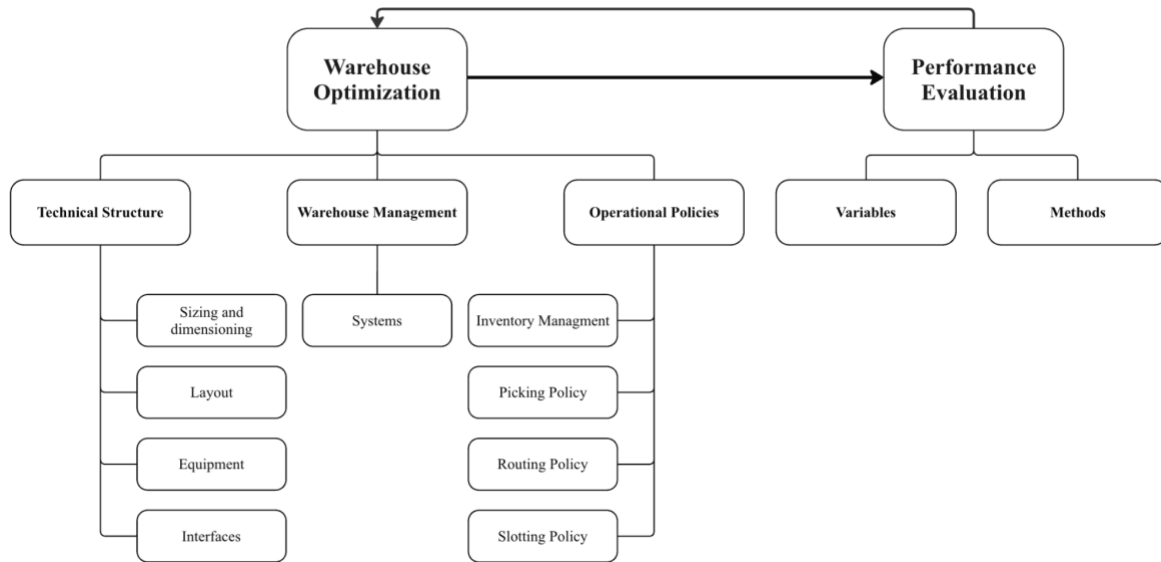 Warehouse
Optimization
Performance
Evaluation
Technical Structure
Warehouse Management
Operational Policies
Variables
Methods
Sizing and
dimensioning
Systems
Inventory Managment
Layout
Picking Policy
Equipment
Routing Policy
Interfaces
Slotting Policy